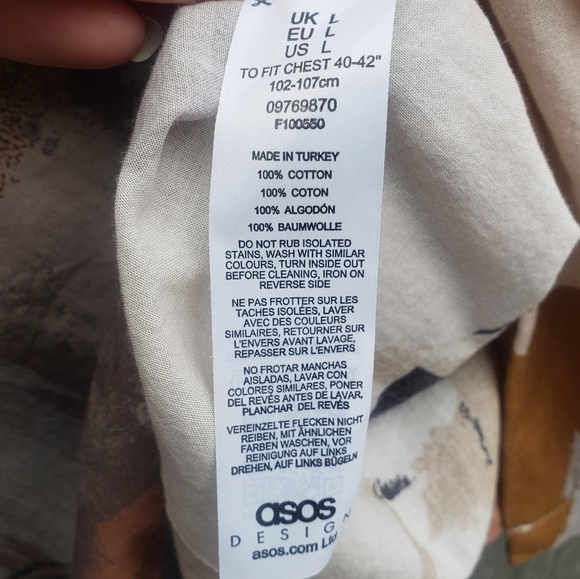 UK L
EU L
US L
TO FIT CHEST 40-42"
102-107cm
09769870
F100550
MADE IN TURKEY
100% COTTON
100% COTON
100% ALGODÓN
100% BAUMWOLLE
DO NOT RUB ISOLATED
STAINS, WASH WITH SIMILAR
COLOURS, TURN INSIDE OUT
BEFORE CLEANING, IRON ON
REVERSE SIDE
NE PAS FROTTER SUR LES
TACHES ISOLÉES, LAVER
AVEC DES COULEURS
SIMILAIRES, RETOURNER SUR
L'ENVERS AVANT LAVAGE,
REPASSER SUR L'ENVERS
NO FROTAR MANCHAS
AISLADAS, LAVAR CON
COLORES SIMILARES, PONER
DEL REVÉS ANTES DE LAVAR,
PLANCHAR DEL REVÉS
VEREINZELTE FLECKEN NICHT
REIBEN, MIT ÄHNLICHEN
FARBEN WASCHEN, VOR
REINIGUNG AUF LINKS
DREHEN, AUF LINKS BÜGELN
asos
DESIGN
asos.com Ltd